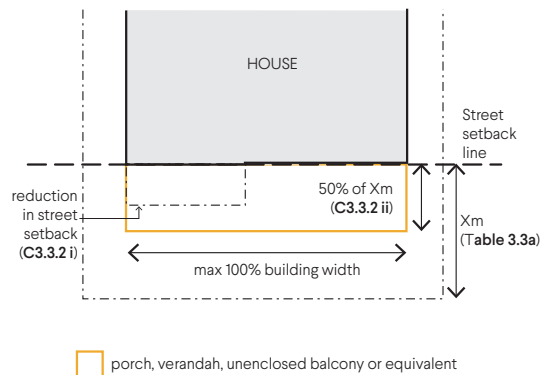 HOUSE
Street
setback
line
reduction
in street
setback
(C3.3.2 i)
50% of Xm
(C3.3.2 ii)
Xm
(Table 3.3a)
max 100% building width
porch, verandah, unenclosed balcony or equivalent